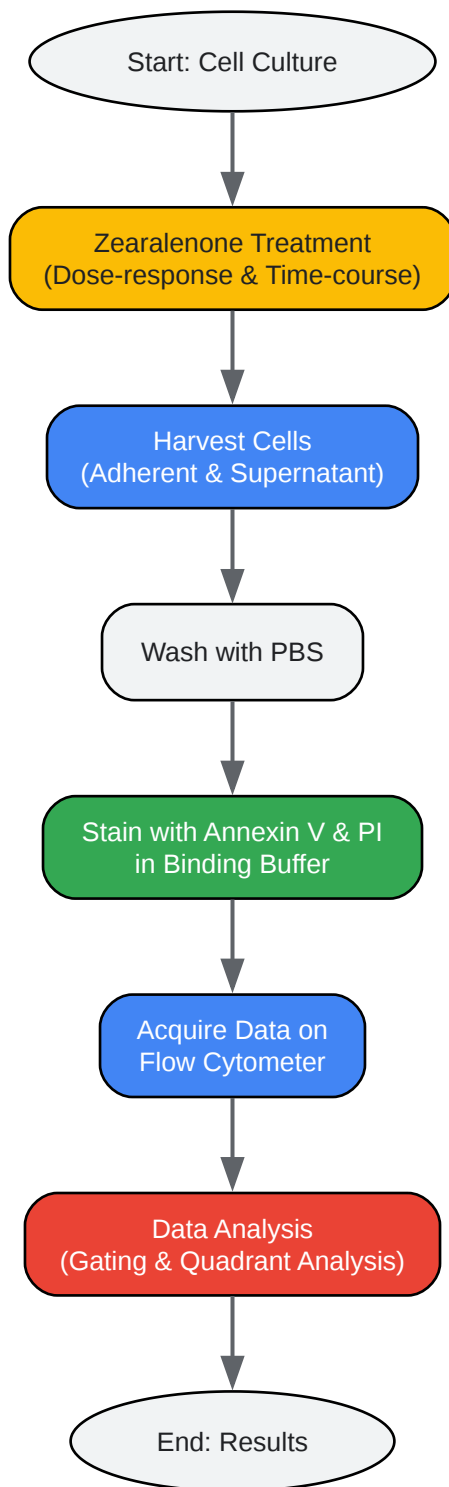 Start: Cell Culture
Zearalenone Treatment
(Dose-response & Time-course)
Harvest Cells
(Adherent & Supernatant)
Wash with PBS
Stain with Annexin V & PI
in Binding Buffer
Acquire Data on
Flow Cytometer
Data Analysis
(Gating & Quadrant Analysis)
End: Results